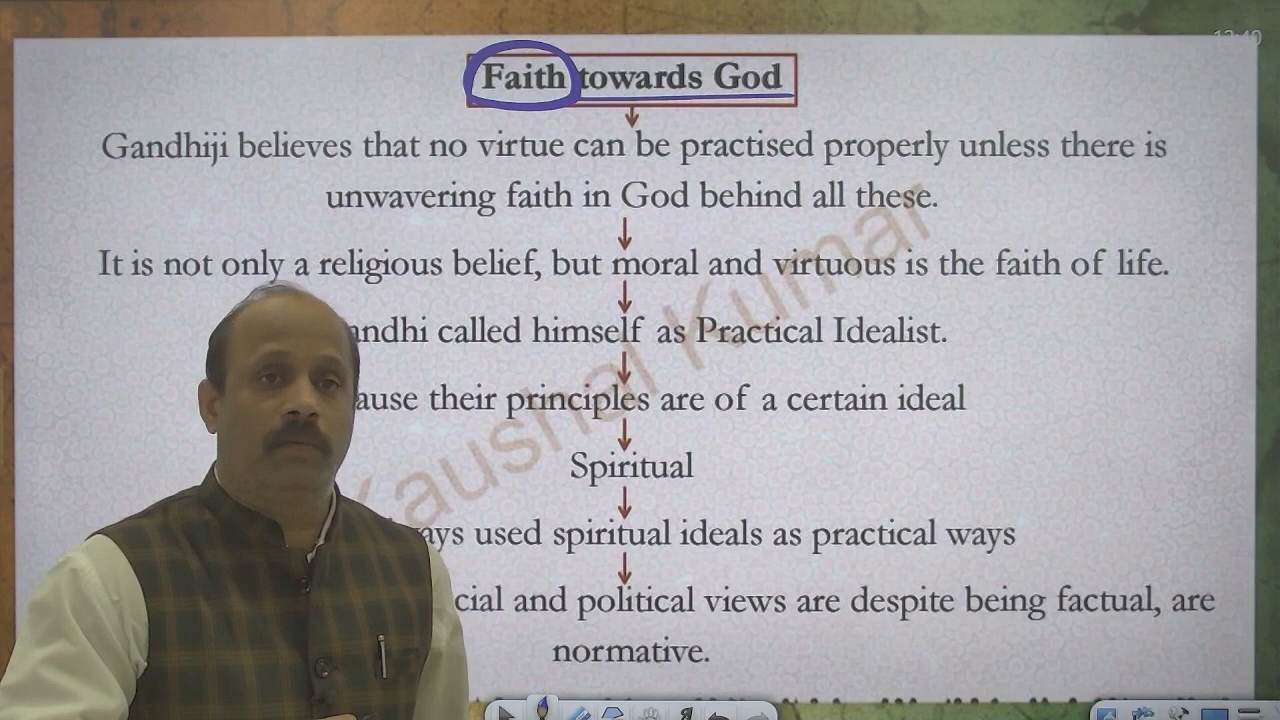 Faith towards God
Gandhiji believes that no virtue can be practised properly unless there is
unwavering faith in God behind all these.
It is not only a religious belief, but moral and virtuous is the faith of life.
andhi called himself as Practical Idealist.
ause their principles are of a certain ideal
Spiritual
ays used spiritual ideals as practical ways
cial and political views are despite being factual, are
normative.
Kaushal Kumar